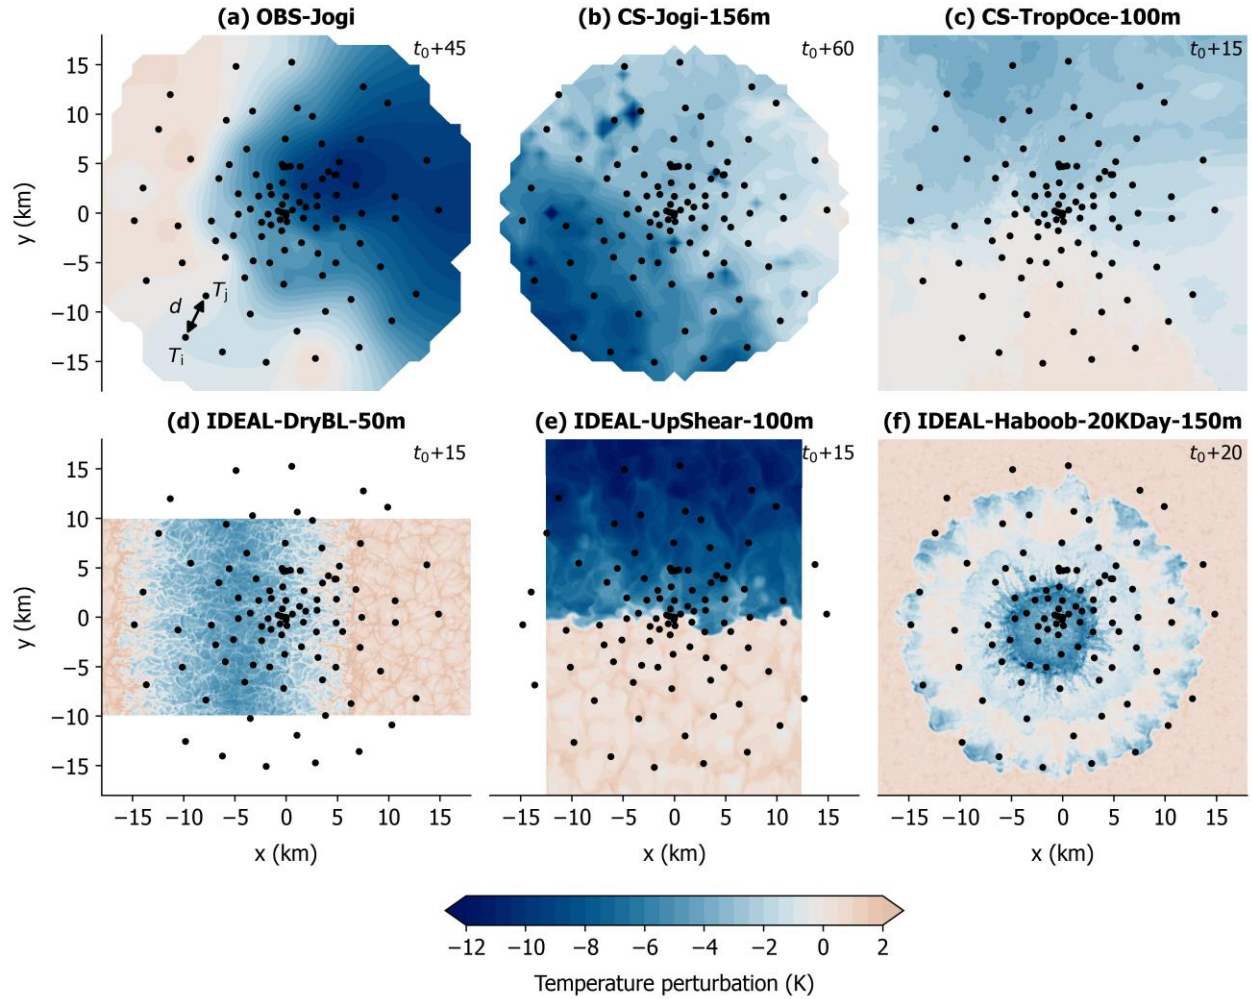 (a) OBS-Jogi
(b) CS-Jogi-156m
(c) CS-TropOce-100m
t0+45
t0+60
t0+15
15
10
5
0
−5
−10
−15
y (km)
d
Tj
Ti
(d) IDEAL-DryBL-50m
(e) IDEAL-UpShear-100m
(f) IDEAL-Haboob-20KDay-150m
t0+15
t0+15
t0+20
15
10
5
0
−5
−10
−15
y (km)
−15 −10 −5 0 5 10 15
−15 −10 −5 0 5 10 15
−15 −10 −5 0 5 10 15
x (km)
x (km)
x (km)
−12 −10 −8 −6 −4 −2 0 2
Temperature perturbation (K)